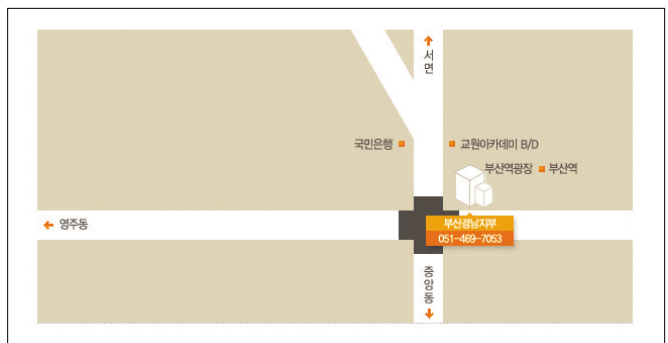 서면
국민은행
교원아카데미 B/D
부산역광장
부산역
영주동
부산경남지부
051-469-7053
중앙동